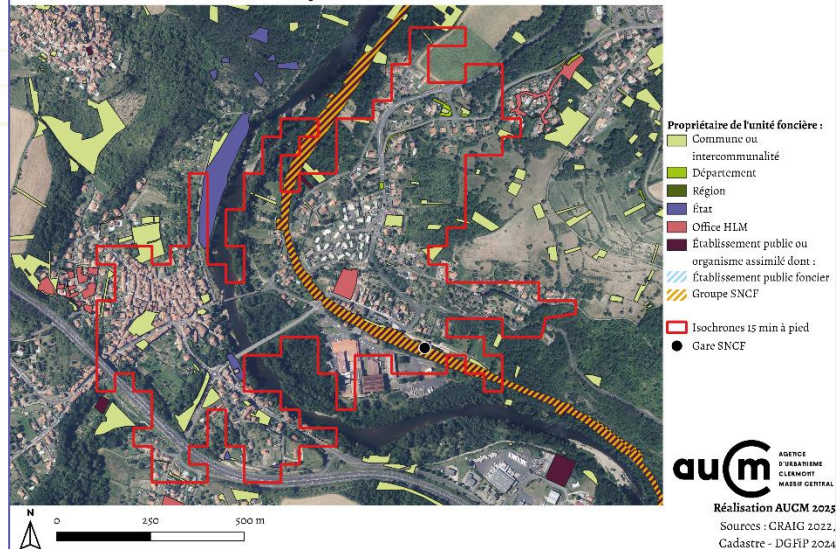 Propriétaire de l'unité foncière :
Commune ou
intercommunalité
Département
Région
État
Office HLM
Établissement public ou
organisme assimilé dont :
Établissement public foncier
Groupe SNCF
Isochrones 15 min à pied
Gare SNCF
aucm
AGENCE
D'URBANISME
CLERMONT
MASSIF CENTRAL
Réalisation AUCM 2025
Sources : CRAIG 2022,
Cadastre - DGFiP 2024
N
0 250 500 m